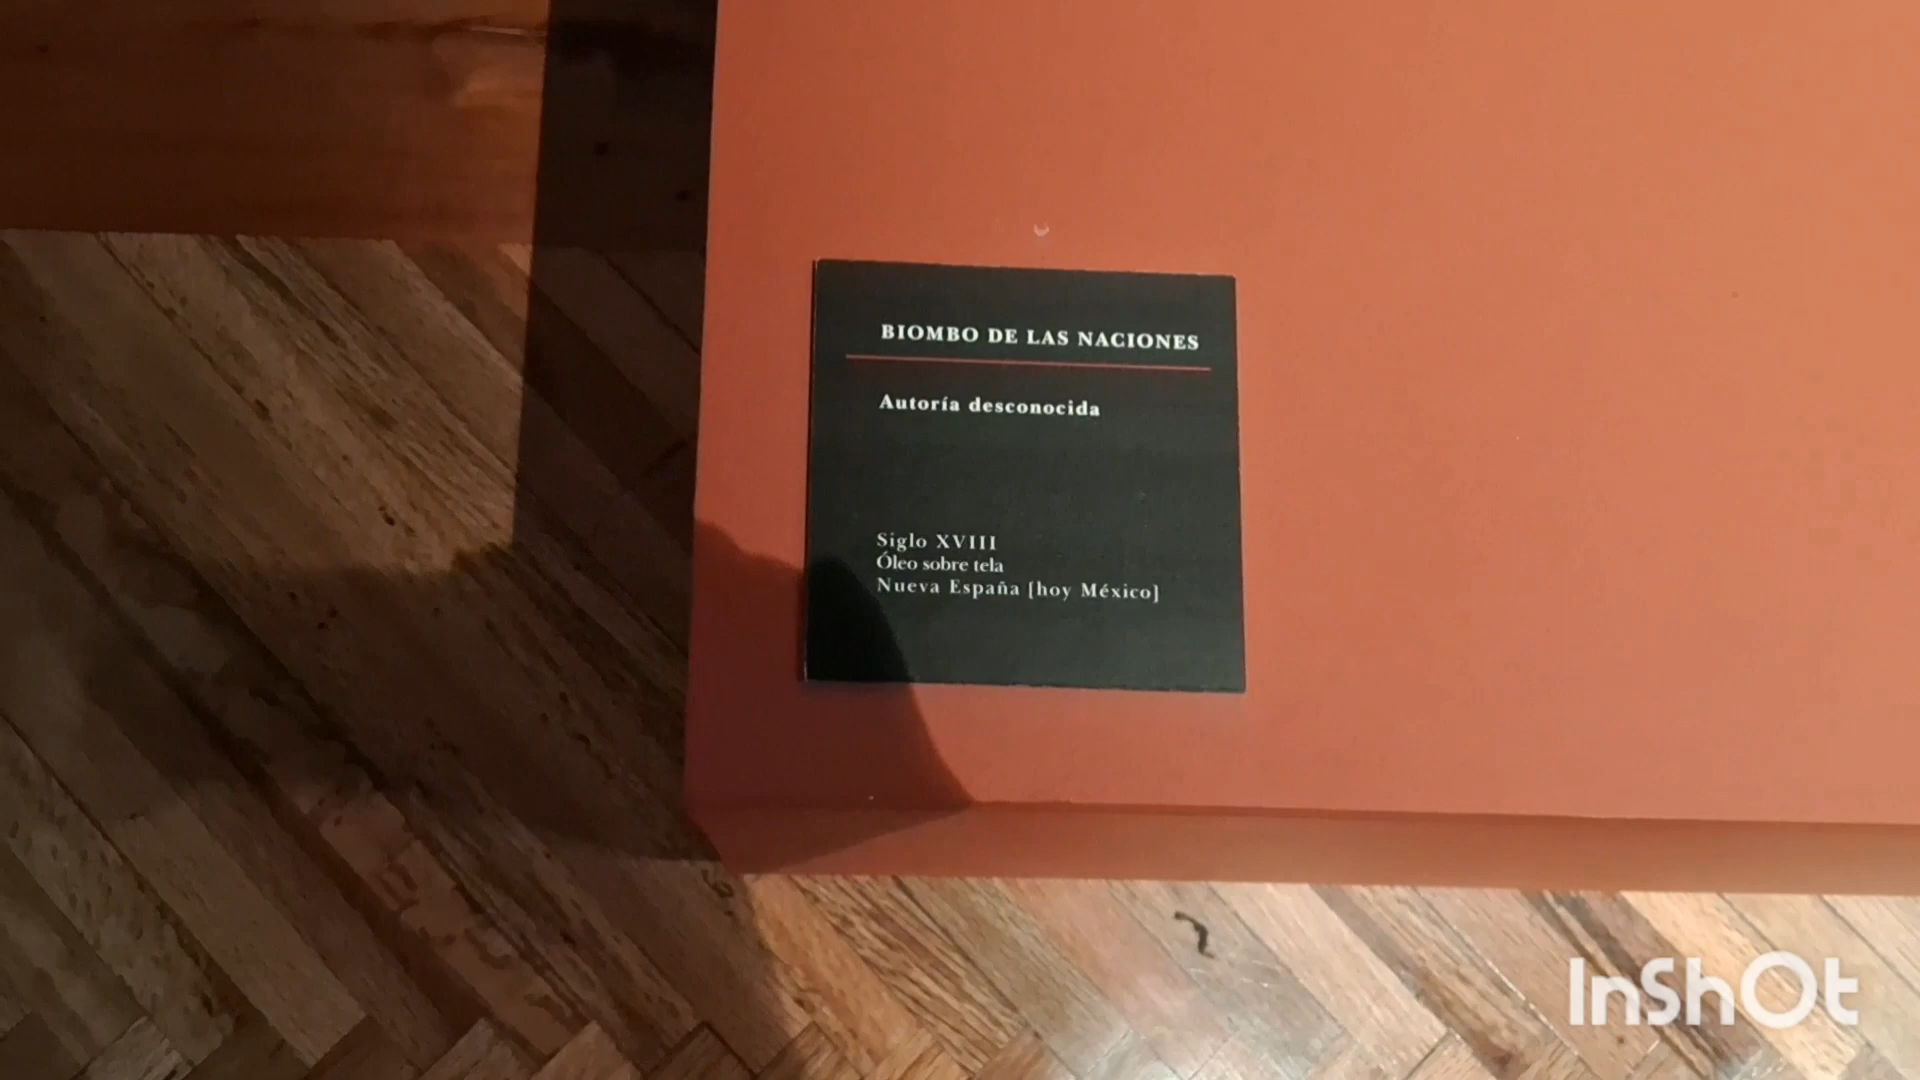 BIOMBO DE LAS NACIONES
Autoría desconocida
Siglo XVIII
Óleo sobre tela
Nueva España [hoy México]
InShOt